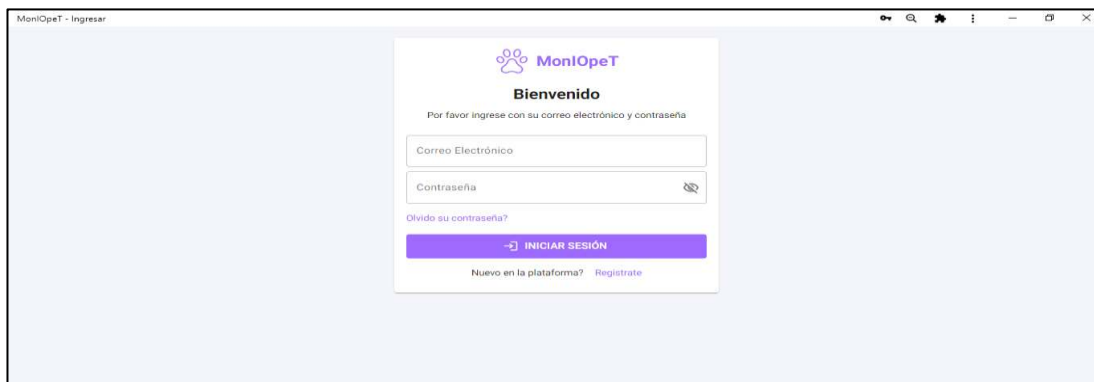 MonIOpeT - Ingresar
MonIOpeT
Bienvenido
Por favor ingrese con su correo electrónico y contraseña
Correo Electrónico
Contraseña
Olvido su contraseña?
INICIAR SESIÓN
Nuevo en la plataforma? Registrate